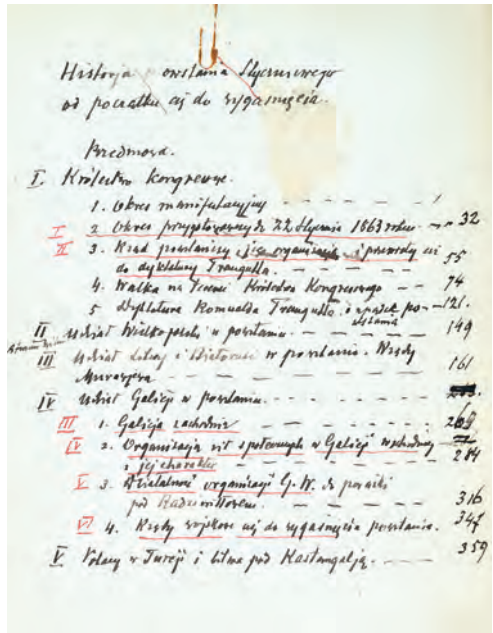 Historja powstania Styczniowego
od początku aż do wygaśnięcia.
Przedmowa.
I. Królestwo Kongresowe.
1. Okres manifestacyjny - - - - - 1
I 2. Okres przygotowawczy do 22 Stycznia 1863 roku - " 32
II 3. Rząd powstańczy, jego organizacja i przewroty aż 55
do dyktatury Traugutta. - - - - -
4. Walka na terenie Królestwa Kongresowego - - - 74
5 Dyktatura Romualda Traugutta i upadek po- - 121.
wstania
II Udział Wielkopolski w powstaniu. - - - - 149
III Udział Litwy i Białorusi w powstaniu. Rządy 161
Murawjewa - - - - -
IV Udział Galicji w powstaniu. - - - -
III 1. Galicja zachodnia - - - - -
IV 2. Organizacja sił społecznych w Galicji wschodniej 284
i jej charakter - - - - -
V 3. Działalność organizacji G. W. do porażki
pod Radziwiłłowem. - - - - - 316
VI 4. Rządy wojskowe aż do wygaśnięcia powstania. 347
V Polacy w Turcji i bitwa pod Kostangalją. - - - - 359